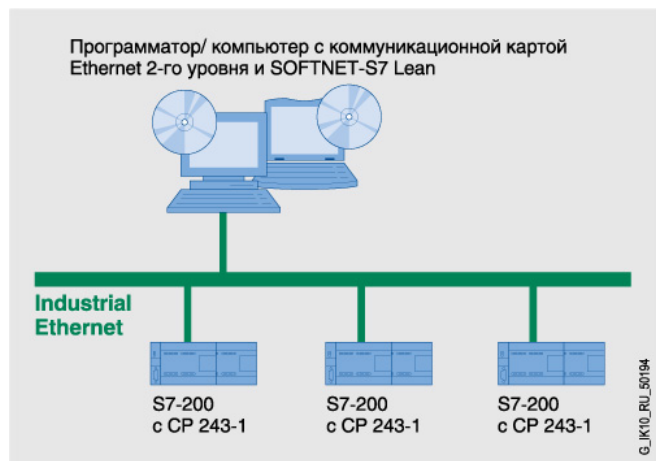 Программатор/ компьютер с коммуникационной картой
Ethernet 2-го уровня и SOFTNET-S7 Lean
Industrial
Ethernet
S7-200
с CP 243-1
S7-200
с CP 243-1
S7-200
с CP 243-1
G_IK10_RU_50194